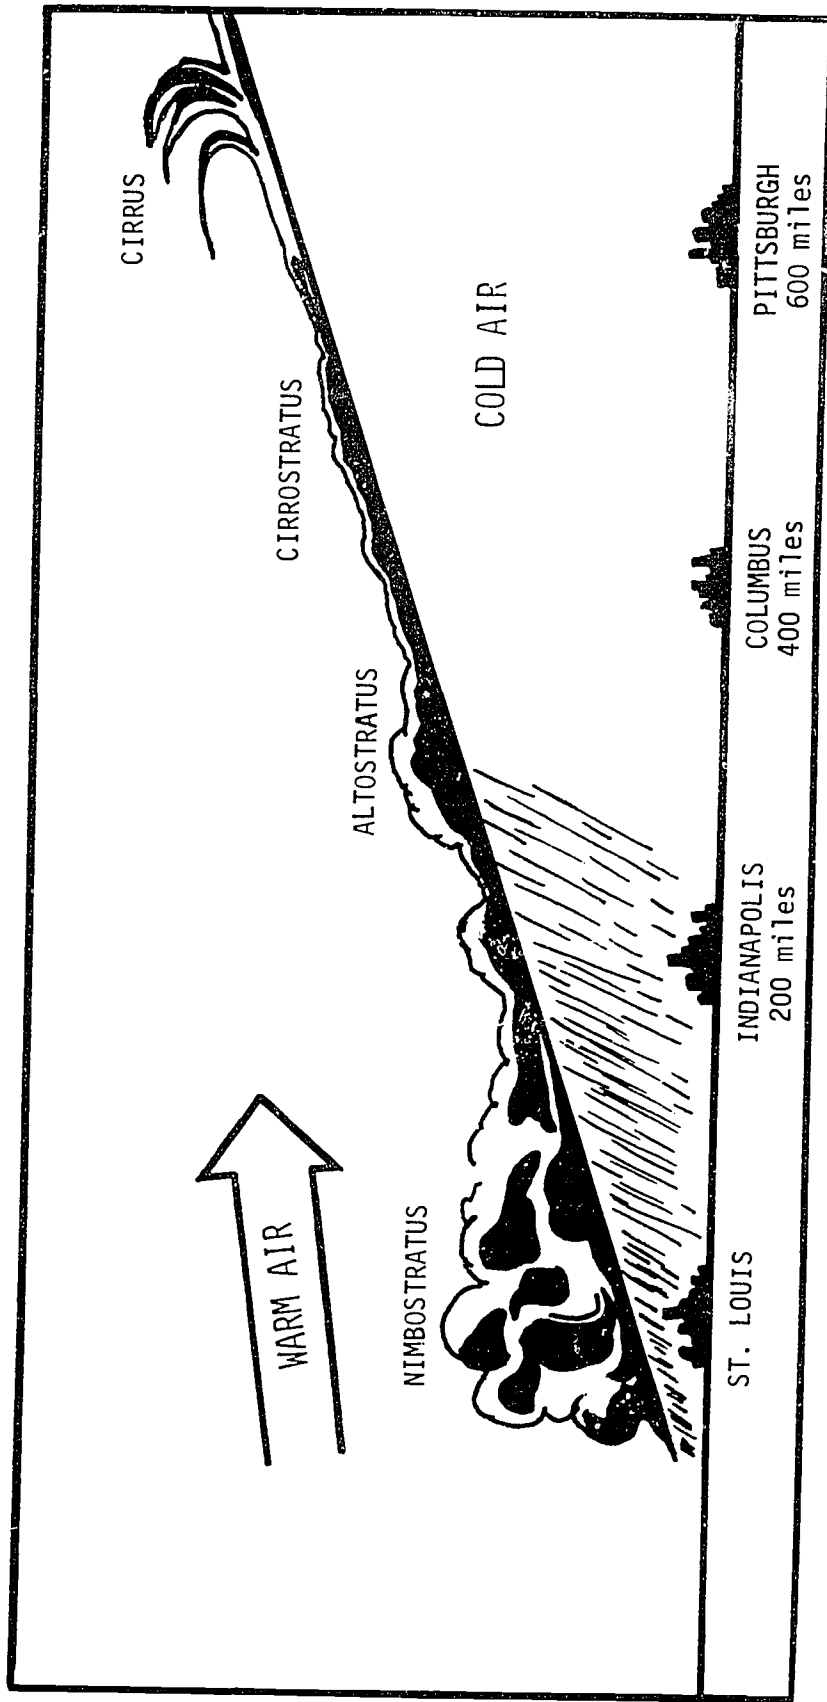 CIRRUS
CIRROSTRATUS
ALTOSTRATUS
WARM AIR
NIMBOSTRATUS
COLD AIR
ST. LOUIS
INDIANAPOLIS
200 miles
COLUMBUS
400 miles
PITTSBURGH
600 miles